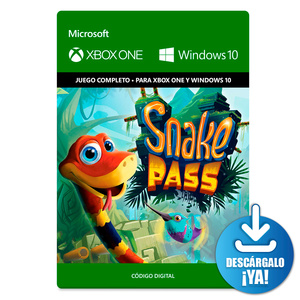 Microsoft
XBOX ONE
Windows 10
JUEGO COMPLETO • PARA XBOX ONE Y WINDOWS 10
Snake
PASS
CÓDIGO DIGITAL
DESCÁRGALO
¡YA!